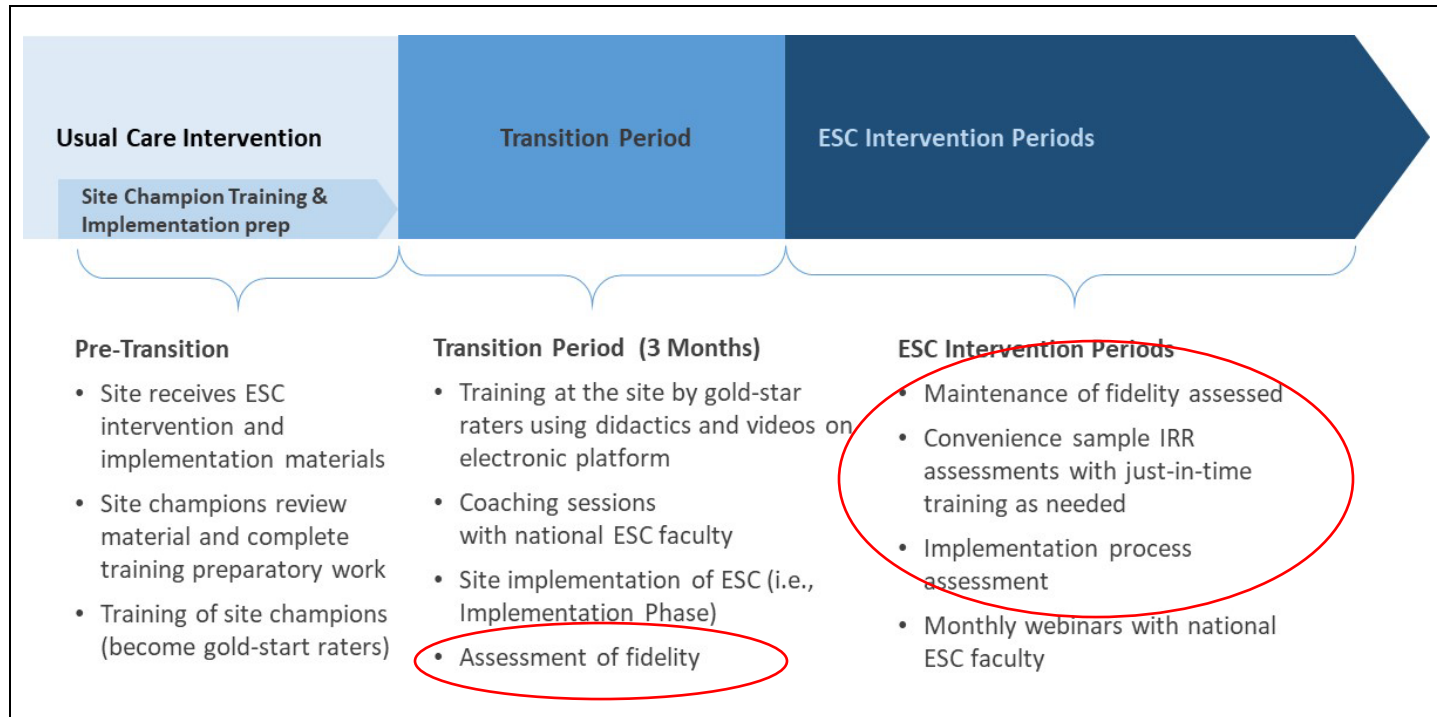 Usual Care Intervention
Site Champion Training &
Implementation prep
Transition Period
ESC Intervention Periods
Pre-Transition
• Site receives ESC
intervention and
implementation materials
• Site champions review
material and complete
training preparatory work
• Training of site champions
(become gold-start raters)
Transition Period (3 Months)
• Training at the site by gold-star
raters using didactics and videos on
electronic platform
• Coaching sessions
with national ESC faculty
• Site implementation of ESC (i.e.,
Implementation Phase)
• Assessment of fidelity
ESC Intervention Periods
• Maintenance of fidelity assessed
• Convenience sample IRR
assessments with just-in-time
training as needed
• Implementation process
assessment
• Monthly webinars with national
ESC faculty